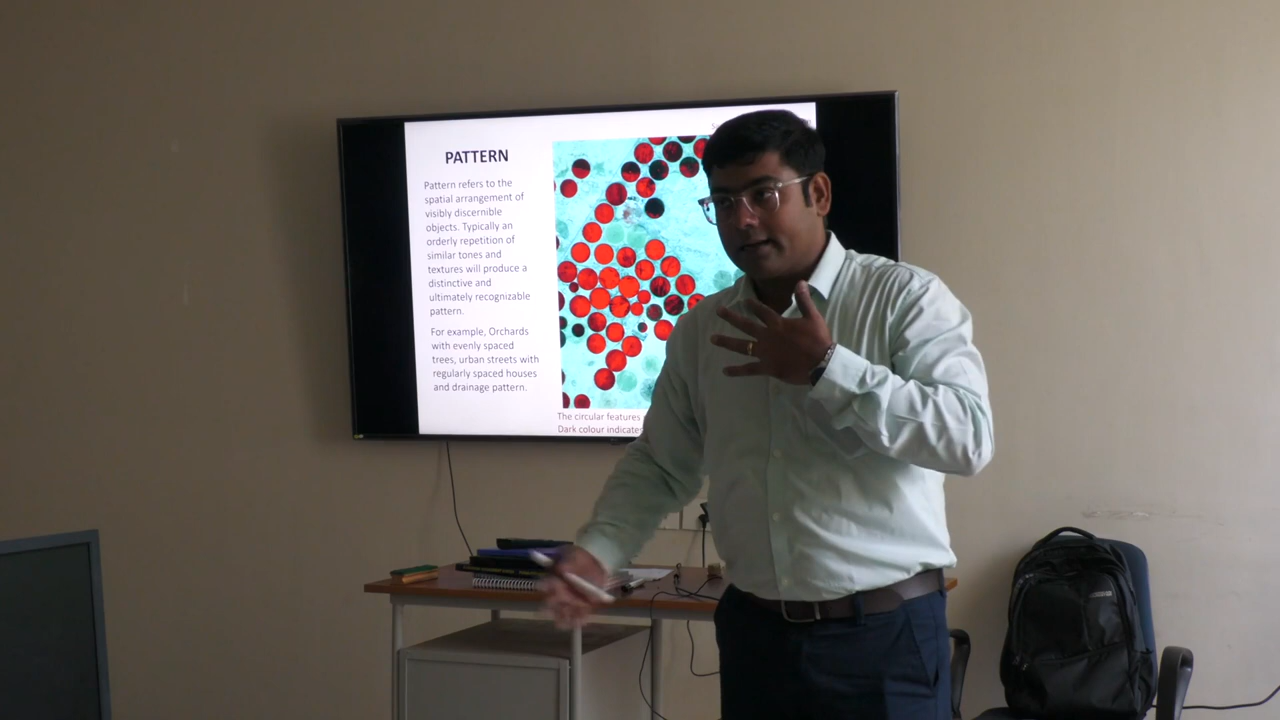 PATTERN
Pattern refers to the
spatial arrangement of
visibly discernible
objects. Typically an
orderly repetition of
similar tones and
textures will produce a
distinctive and
ultimately recognizable
pattern.
For example, Orchards
with evenly spaced
trees, urban streets with
regularly spaced houses
and drainage pattern.
The circular features
Dark colour indicates